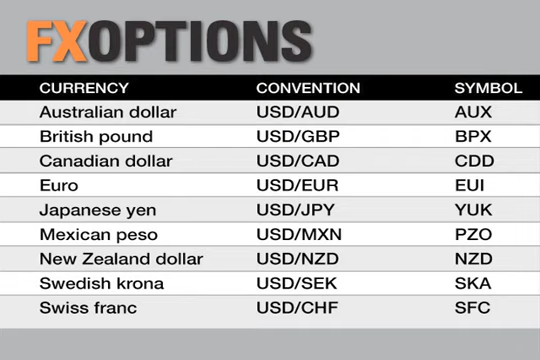 FXOPTIONS
CURRENCY CONVENTION SYMBOL
Australian dollar USD/AUD AUX
British pound USD/GBP BPX
Canadian dollar USD/CAD CDD
Euro USD/EUR EUI
Japanese yen USD/JPY YUK
Mexican peso USD/MXN PZO
New Zealand dollar USD/NZD NZD
Swedish krona USD/SEK SKA
Swiss franc USD/CHF SFC